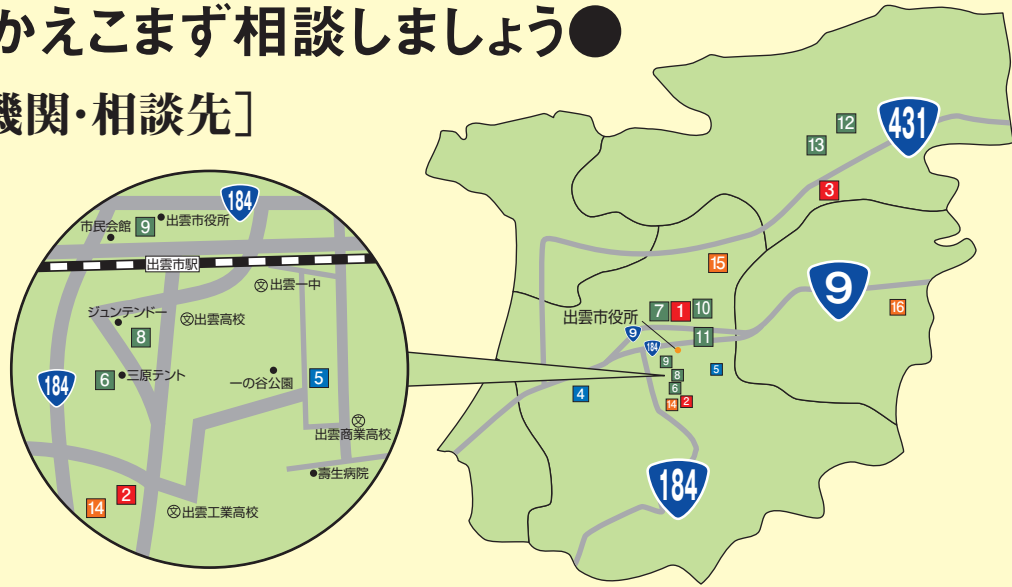 かえこまず相談しましょう●
機関・相談先］
184
市民会館
9
出雲市役所
出雲市駅
文
出雲一中
ジュンテンドー
文
出雲高校
8
184
6
三原テント
一の谷公園
5
文
出雲商業高校
壽生病院
2
14
文
出雲工業高校
431
12
13
3
15
9
16
出雲市役所
7
1
10
11
9
184
9
8
5
6
4
14
2
184